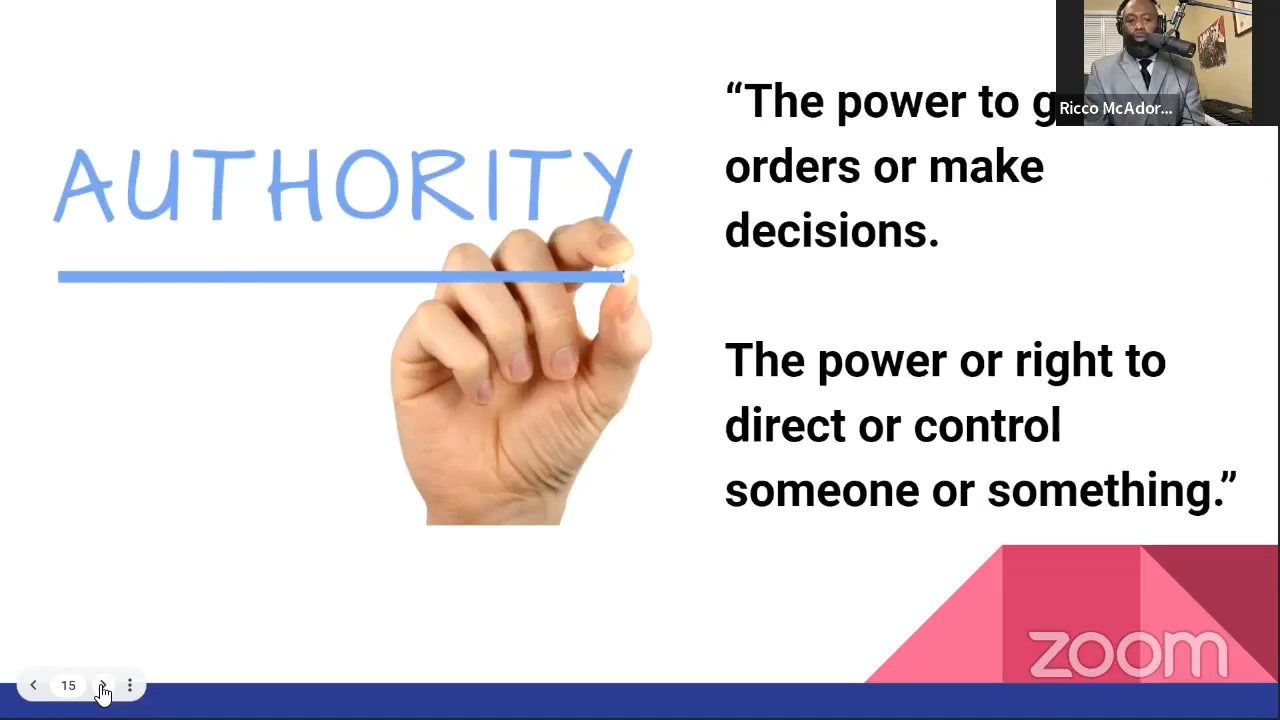 AUTHORITY
“The power to
orders or make
decisions.
The power or right to
direct or control
someone or something.”
Ricco McAdor...
zoom
15